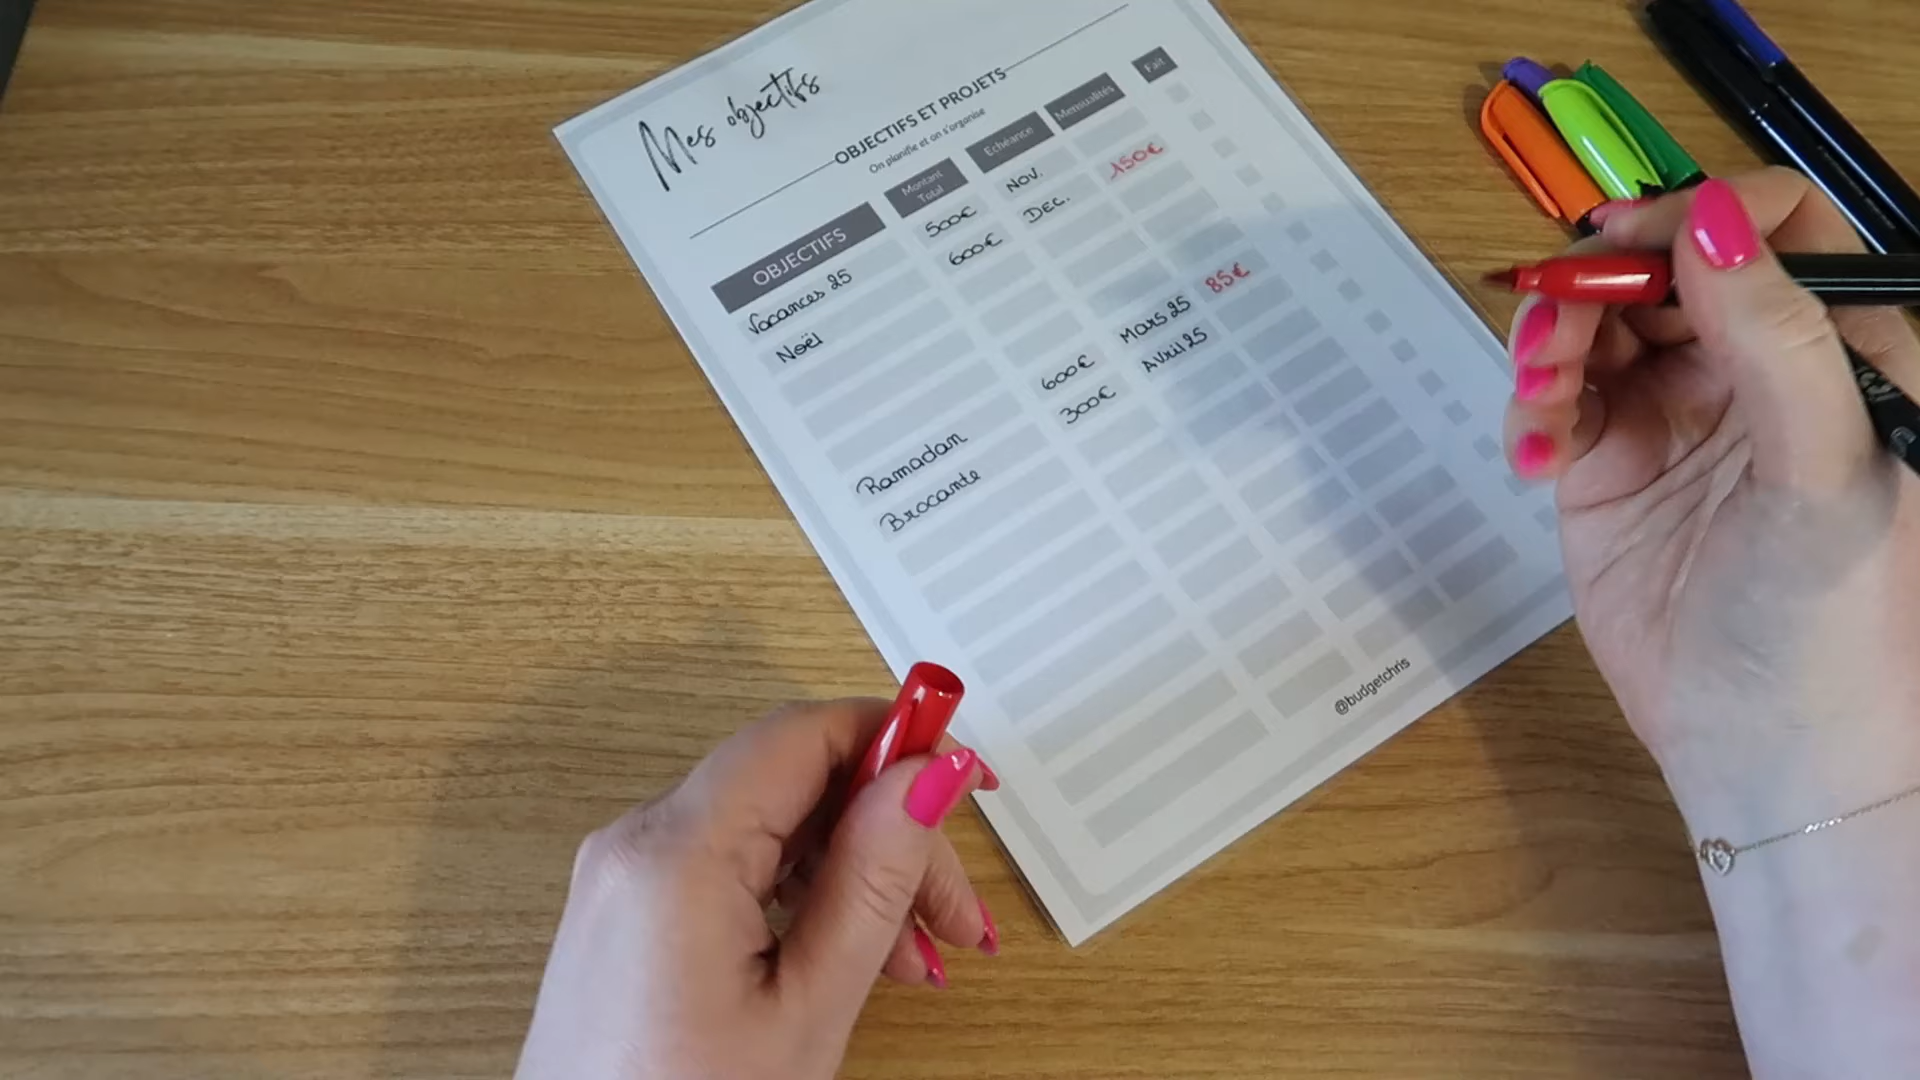 Mes objectifs
OBJECTIFS ET PROJETS
On planifie et on s'organise
OBJECTIFS Montant Total Echéance Mensualités Fait
Vacances 25 500€ NOV.
Noël 600€ DEC. 150€
Ramadan 600€ Mars 25 85€
Brocante 300€ Avril 25
@budgetchris